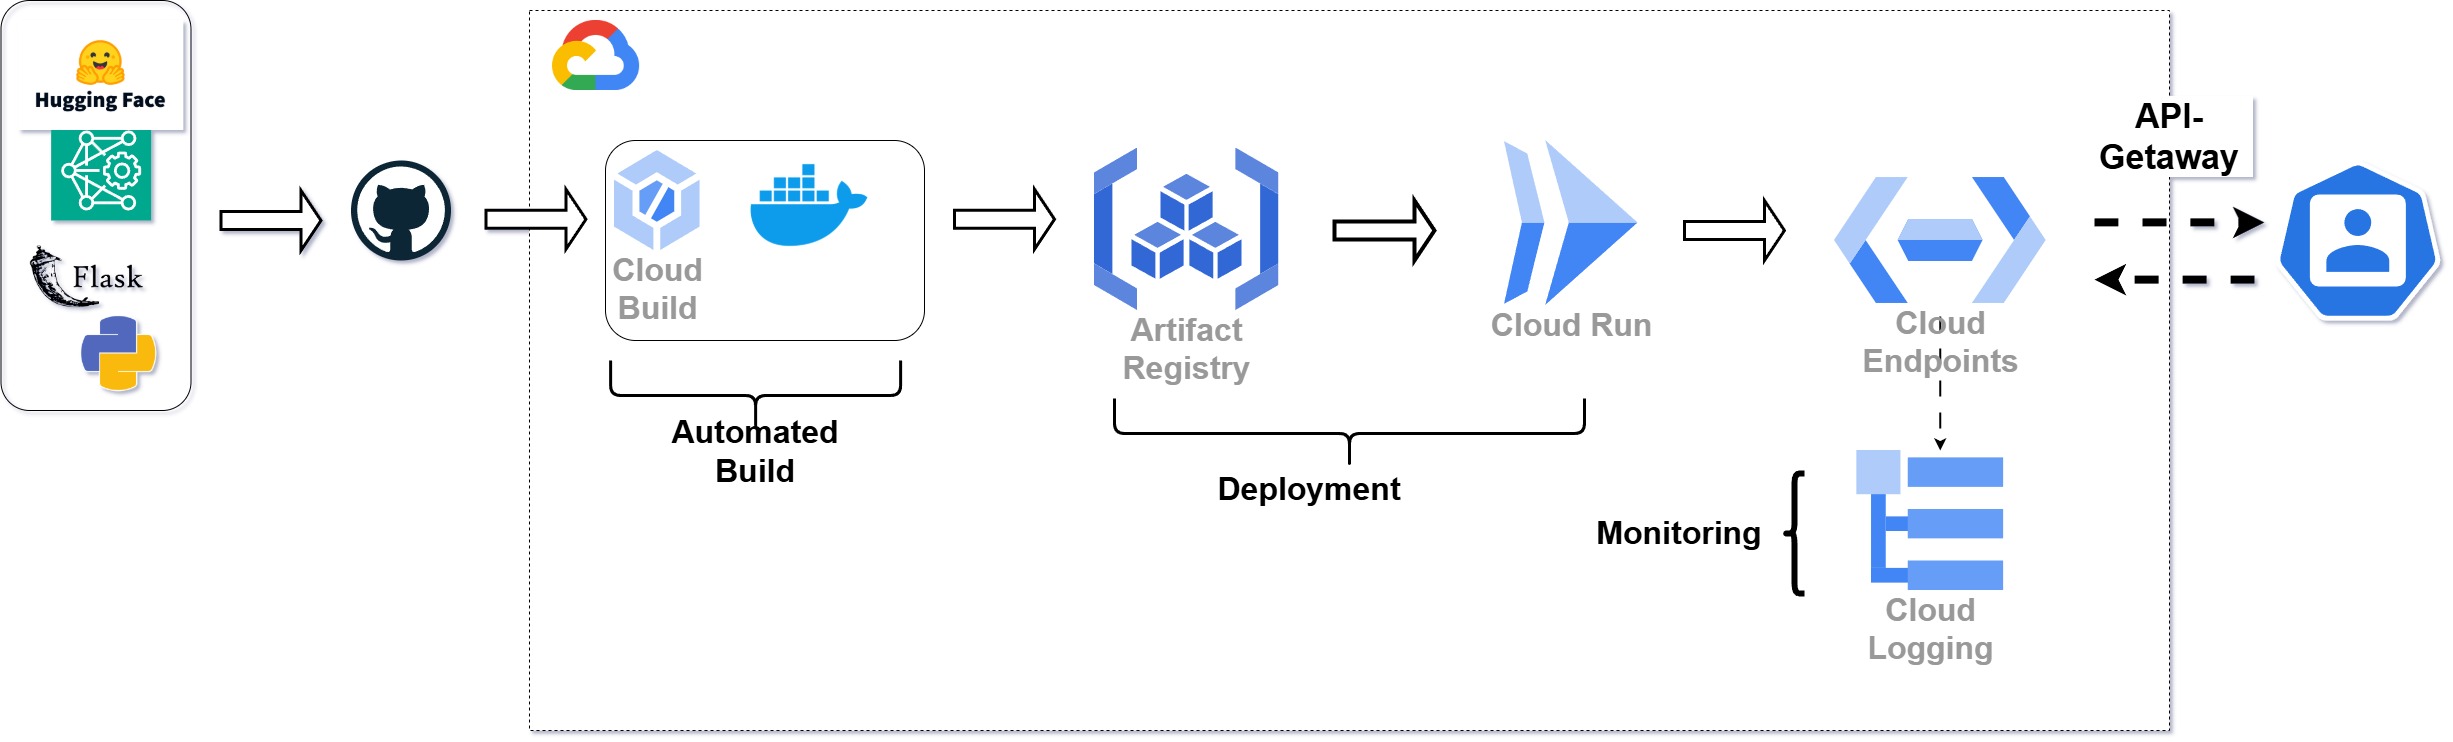 Hugging Face
Flask
Cloud
Build
Automated
Build
Artifact
Registry
Deployment
Cloud Run
Cloud
Endpoints
Monitoring
Cloud
Logging
API-
Getaway